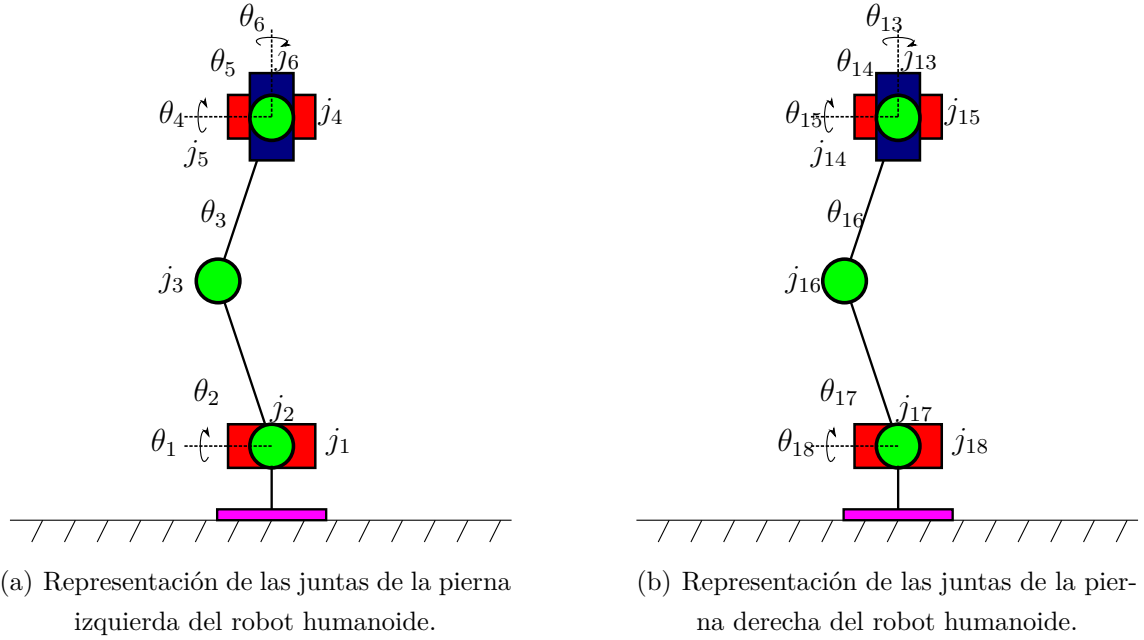 θ6
θ5
j6
θ4
j4
j5
θ3
j3
θ2
j2
θ1
j1
(a) Representación de las juntas de la pierna
izquierda del robot humanoide.
θ13
θ14
j13
θ15
j15
j14
θ16
j16
θ17
j17
θ18
j18
(b) Representación de las juntas de la pier-
na derecha del robot humanoide.